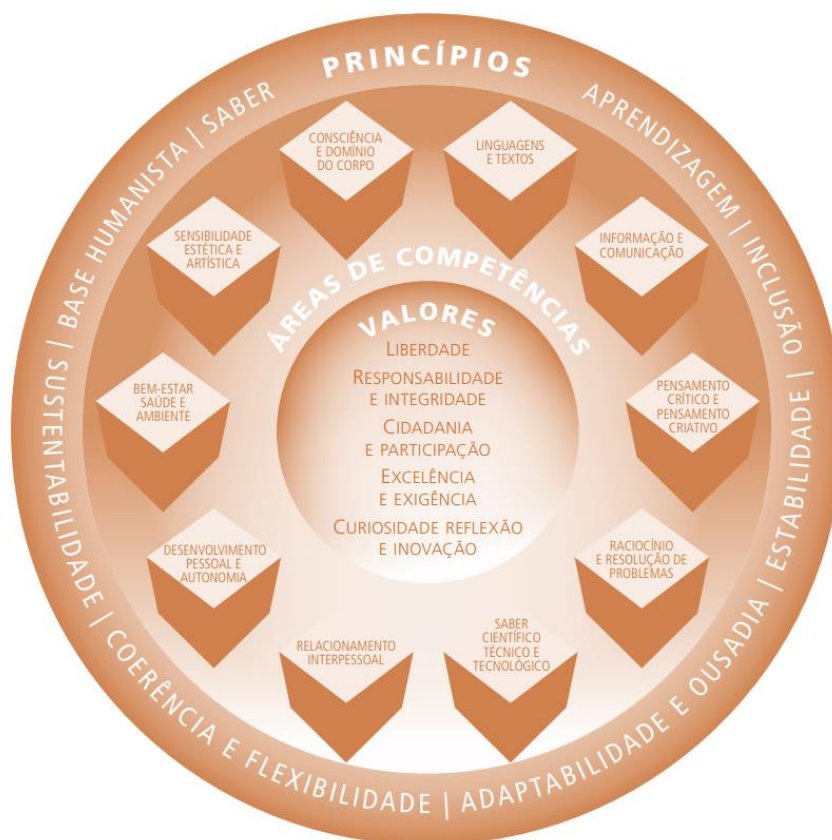 PRINCÍPIOS
BASE HUMANISTA | SABER
APRENDIZAGEM | INCLUSÃO | ESTABILIDADE | ADAPTABILIDADE E OUSADIA | COERÊNCIA E FLEXIBILIDADE | SUSTENTABILIDADE |
CONSCIÊNCIA
E DOMÍNIO
DO CORPO
LINGUAGENS
E TEXTOS
SENSIBILIDADE
ESTÉTICA E
ARTÍSTICA
INFORMAÇÃO E
COMUNICAÇÃO
BEM-ESTAR
SAÚDE E
AMBIENTE
PENSAMENTO
CRÍTICO E
PENSAMENTO
CRIATIVO
DESENVOLVIMENTO
PESSOAL E
AUTONOMIA
RACIOCÍNIO
E RESOLUÇÃO DE
PROBLEMAS
RELACIONAMENTO
INTERPESSOAL
SABER
CIENTÍFICO
TÉCNICO E
TECNOLÓGICO
ÁREAS DE COMPETÊNCIAS
VALORES
LIBERDADE
RESPONSABILIDADE
E INTEGRIDADE
CIDADANIA
E PARTICIPAÇÃO
EXCELÊNCIA
E EXIGÊNCIA
CURIOSIDADE REFLEXÃO
E INOVAÇÃO